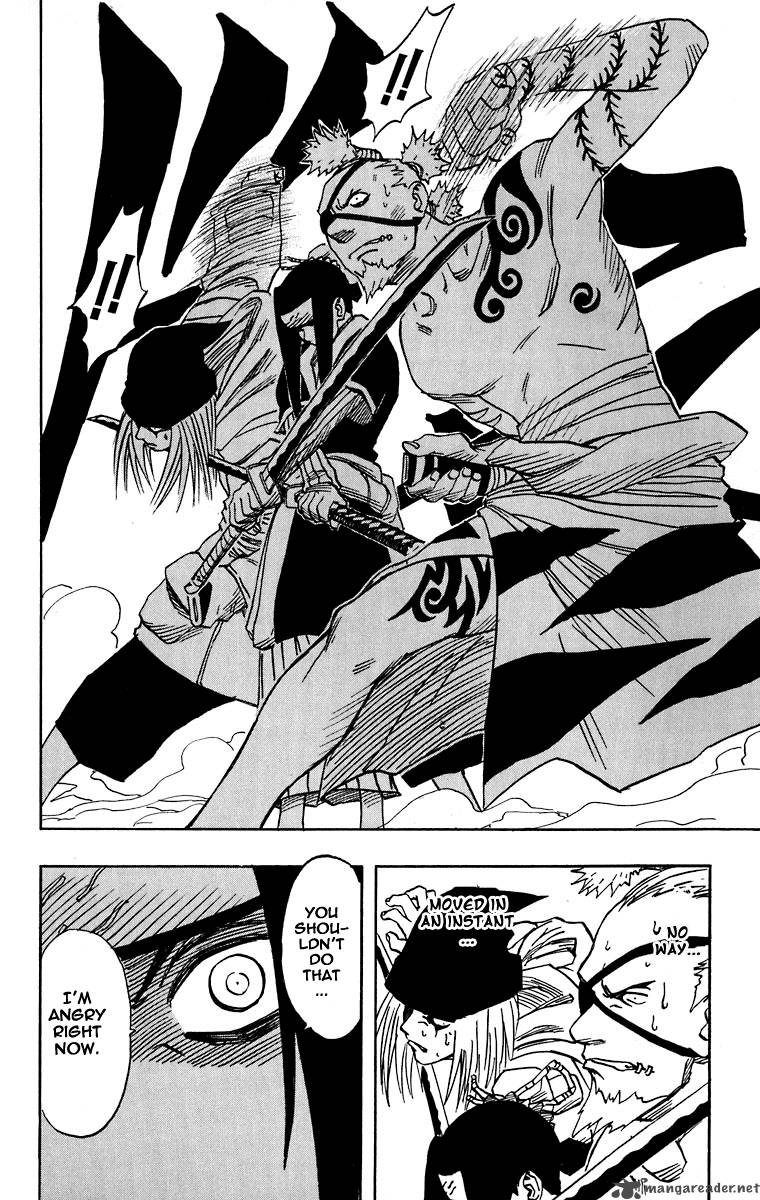 !!
!!
MOVED IN
AN INSTANT
...
NO
WAY...
YOU
SHOU-
LDN'T
DO
THAT
...
I'M
ANGRY
RIGHT
NOW.
mangareader.net